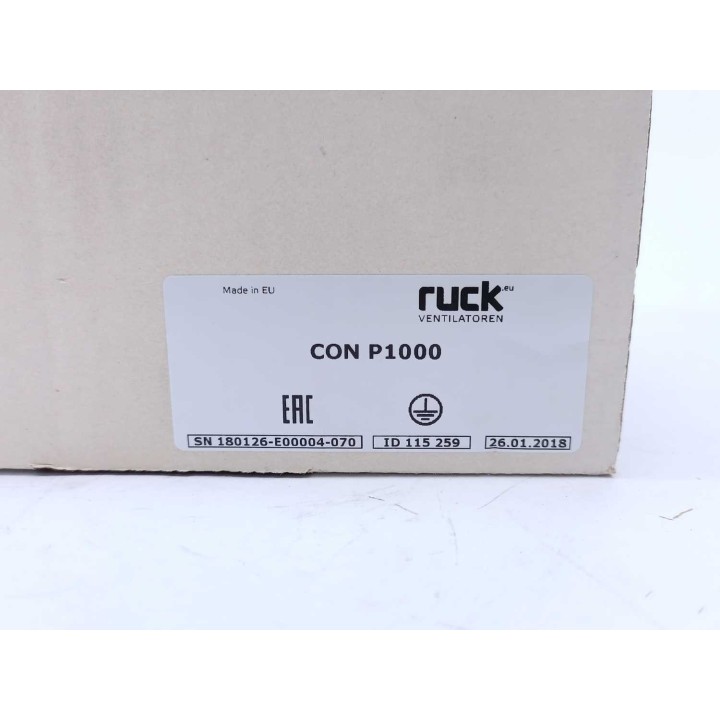 Made in EU
ruck.eu
VENTILATOREN
CON P1000
EAC
SN 180126-E00004-070 ID 115 259 26.01.2018